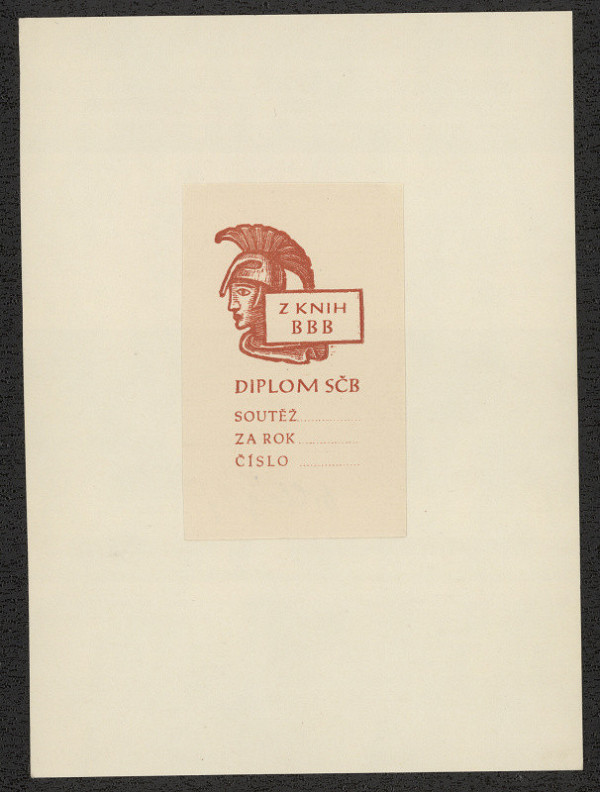 Z KNIH
BBB
DIPLOM SČB
SOUTĚŽ
ZA ROK
ČÍSLO